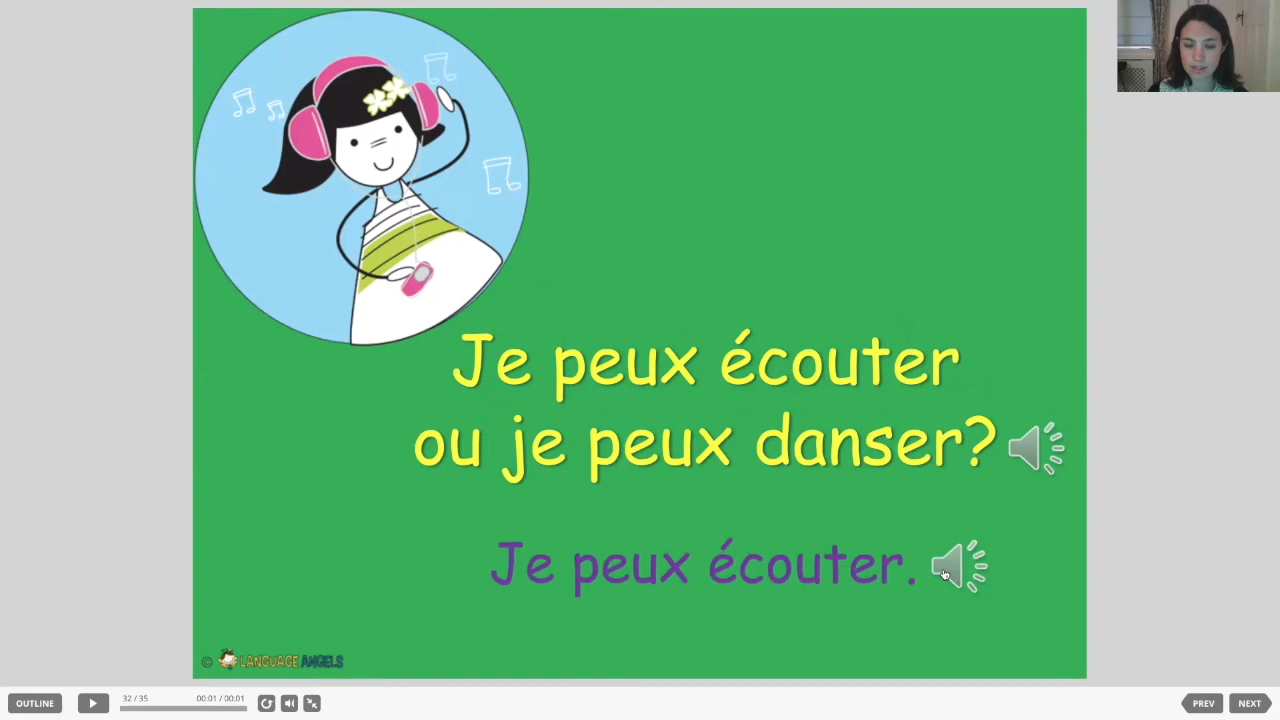 Je peux écouter
ou je peux danser?
Je peux écouter.
© LANGUAGE ANGELS
OUTLINE
32 / 35
00:01 / 00:01
PREV
NEXT